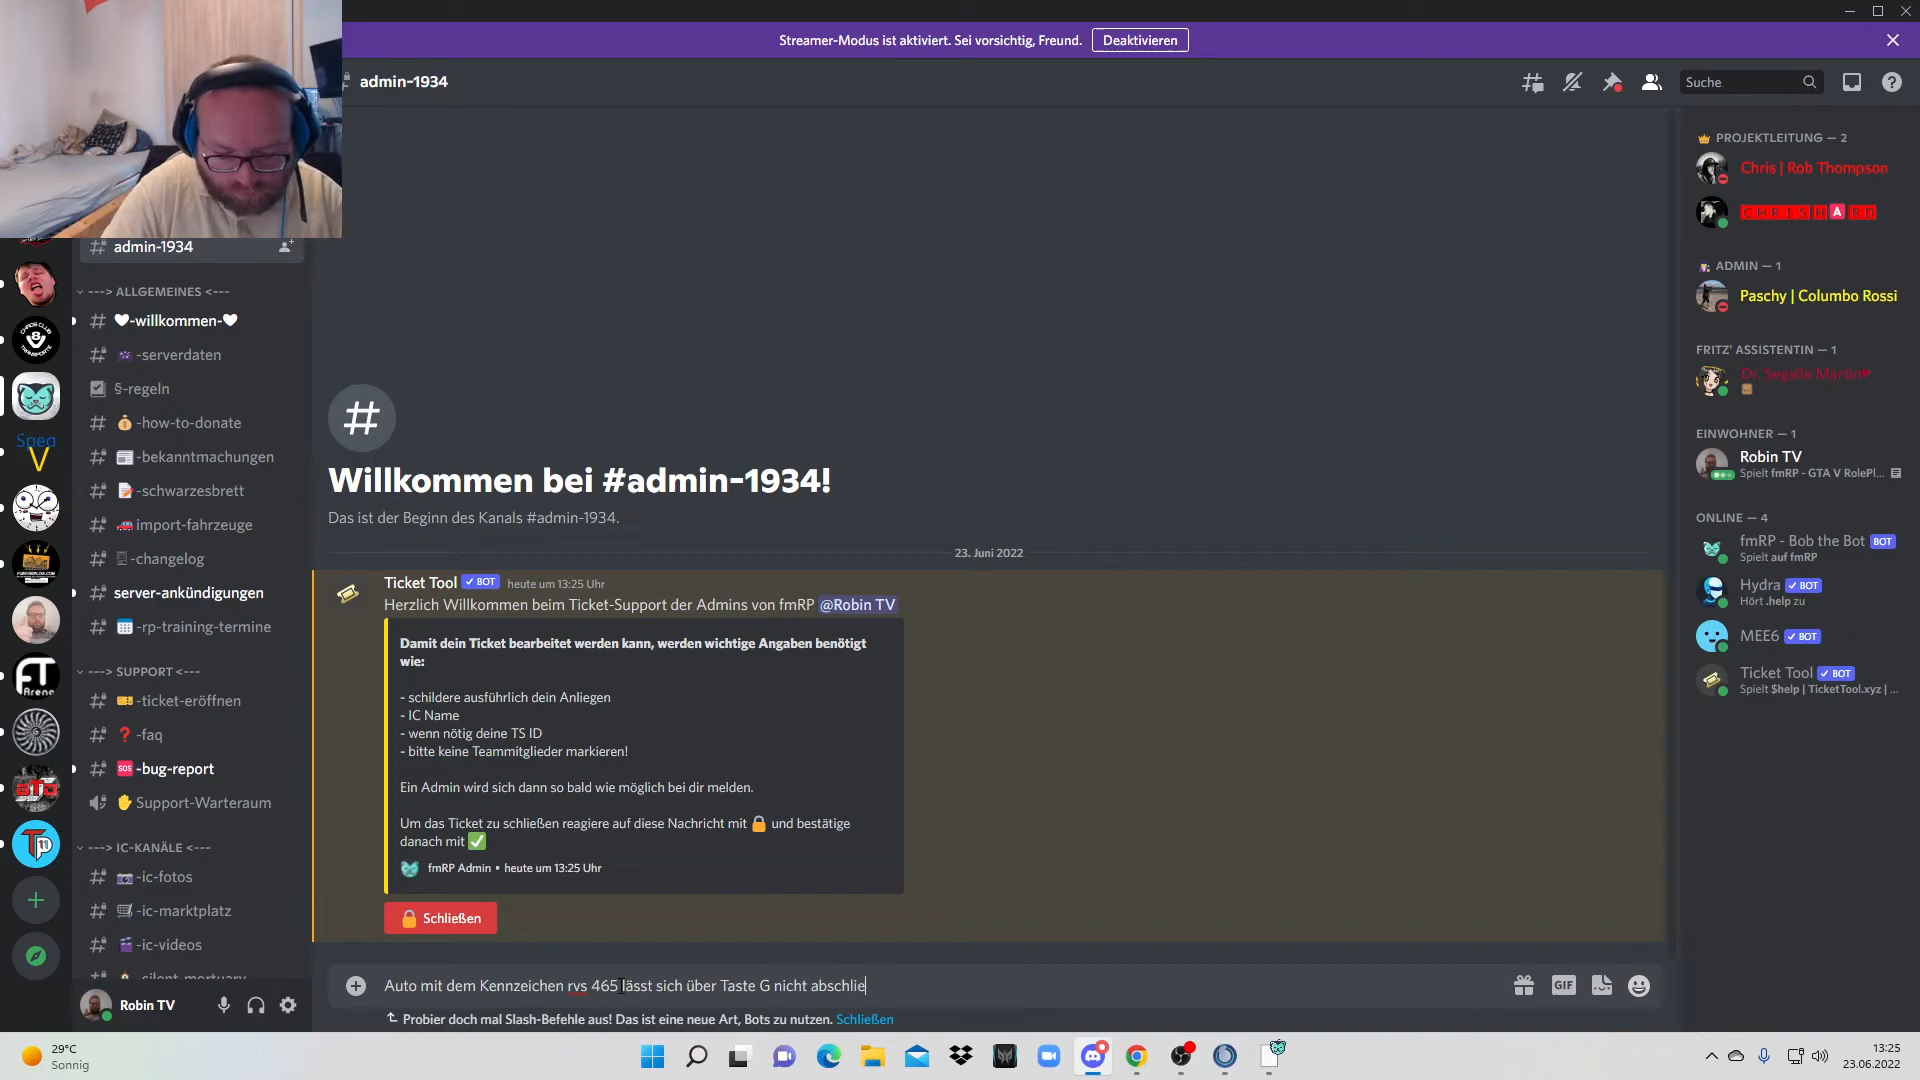 Streamer-Modus ist aktiviert. Sei vorsichtig, Freund.
Deaktivieren
admin-1934
Suche
admin-1934
---> ALLGEMEINES <---
-willkommen-
-serverdaten
§-regeln
-how-to-donate
-bekanntmachungen
-schwarzesbrett
import-fahrzeuge
-changelog
server-ankündigungen
-rp-training-termine
---> SUPPORT <---
-ticket-eröffnen
-faq
-bug-report
Support-Warteraum
---> IC-KANÄLE <---
-ic-fotos
-ic-marktplatz
-ic-videos
-silent-mortuary
Robin TV
Willkommen bei #admin-1934!
Das ist der Beginn des Kanals #admin-1934.
23. Juni 2022
Ticket Tool BOT heute um 13:25 Uhr
Herzlich Willkommen beim Ticket-Support der Admins von fmRP @Robin TV
Damit dein Ticket bearbeitet werden kann, werden wichtige Angaben benötigt
wie:
- schildere ausführlich dein Anliegen
- IC Name
- wenn nötig deine TS ID
- bitte keine Teammitglieder markieren!
Ein Admin wird sich dann so bald wie möglich bei dir melden.
Um das Ticket zu schließen reagiere auf diese Nachricht mit 🔒 und bestätige
danach mit ✅
fmRP Admin • heute um 13:25 Uhr
Schließen
Auto mit dem Kennzeichen rvs 465 lässt sich über Taste G nicht abschlie
GIF
Probier doch mal Slash-Befehle aus! Das ist eine neue Art, Bots zu nutzen. Schließen
PROJEKTLEITUNG — 2
Chris | Rob Thompson
CHRISHARD
ADMIN — 1
Paschy | Columbo Rossi
FRITZ' ASSISTENTIN — 1
Dr. Segalla Martin♥
EINWOHNER — 1
Robin TV
Spielt fmRP - GTA V RolePl...
ONLINE — 4
fmRP - Bob the Bot BOT
Spielt auf fmRP
Hydra BOT
Hört .help zu
MEE6 BOT
Ticket Tool BOT
Spielt $help | TicketTool.xyz | ...
Sped
V
FT
Arena
29°C
Sonnig
13:25
23.06.2022